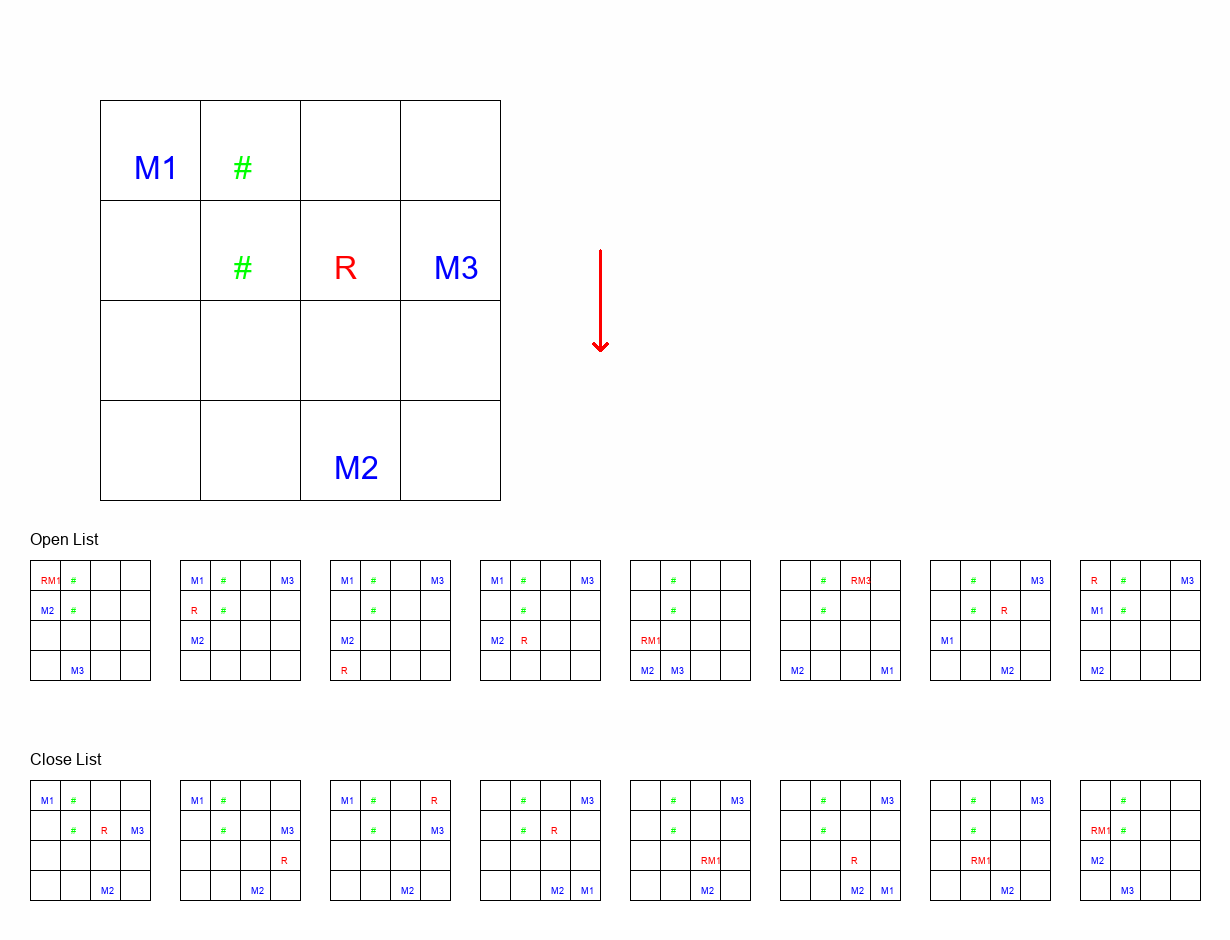 M1 #
# R M3
M2
Open List
RM1 # M1 # M3 M1 # M3 M1 # M3 # # RM3 # M3 R # M3
M2 # R # # # # # # R M1 #
M2 M2 M2 R RM1 M1
M3 R M2 M3 M2 M1 M2 M2
Close List
M1 # M1 # M1 # R # M3 # M3 # M3 # M3 #
# R M3 # M3 # M3 # R # # # RM1 #
R RM1 R RM1 M2
M2 M2 M2 M2 M1 M2 M2 M1 M2 M3